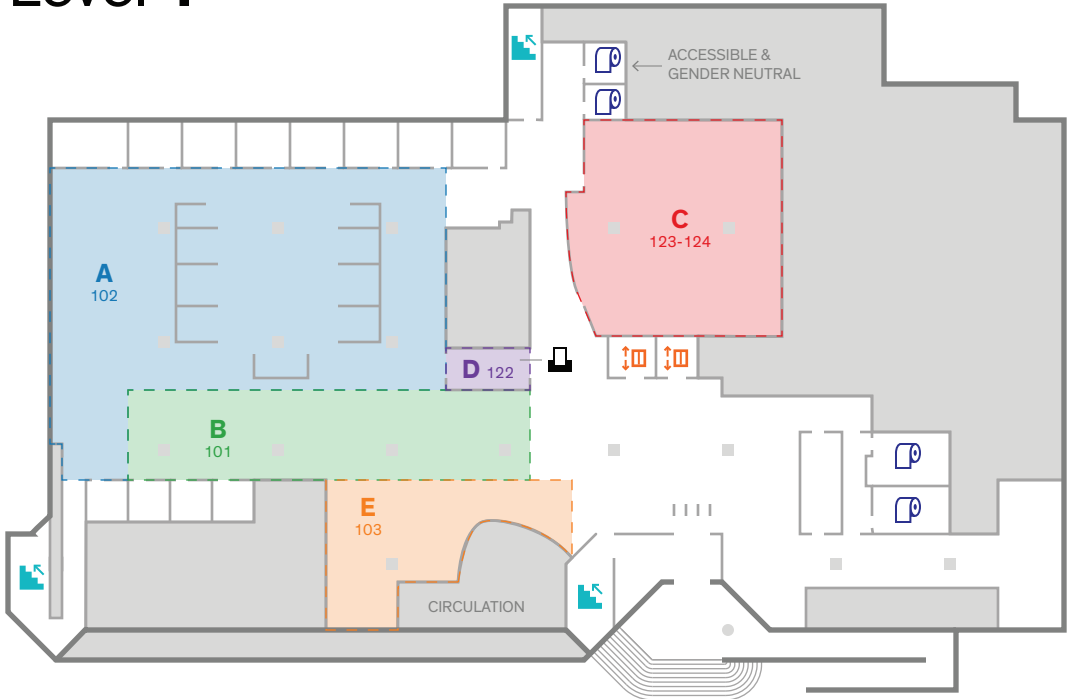 Level 1
ACCESSIBLE &
GENDER NEUTRAL
C
123-124
A
102
D 122
B
101
E
103
CIRCULATION